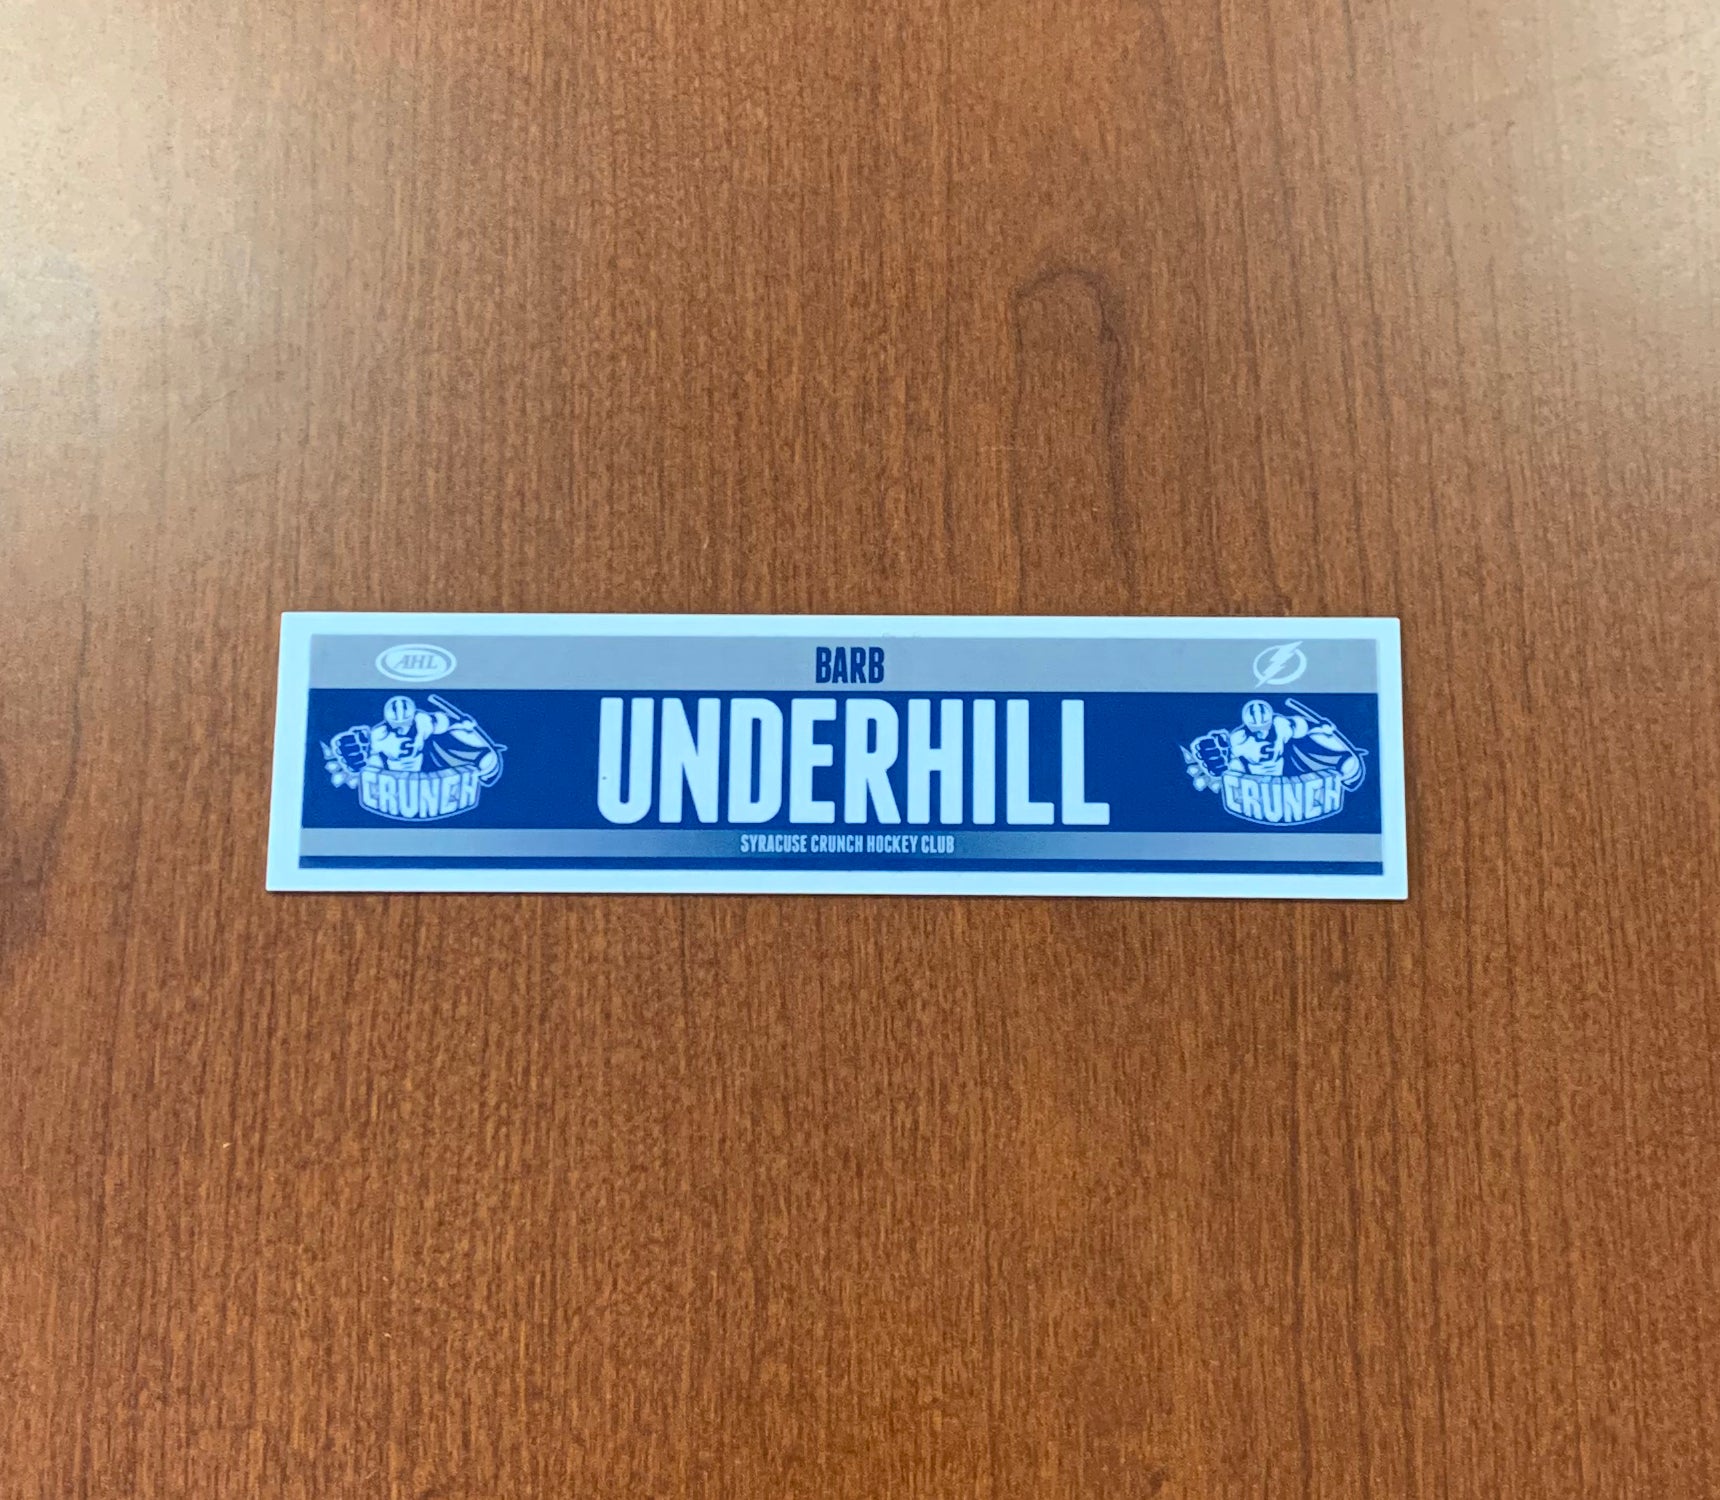 AHL
BARB
UNDERHILL
S
CRUNCH
S
CRUNCH
SYRACUSE CRUNCH HOCKEY CLUB